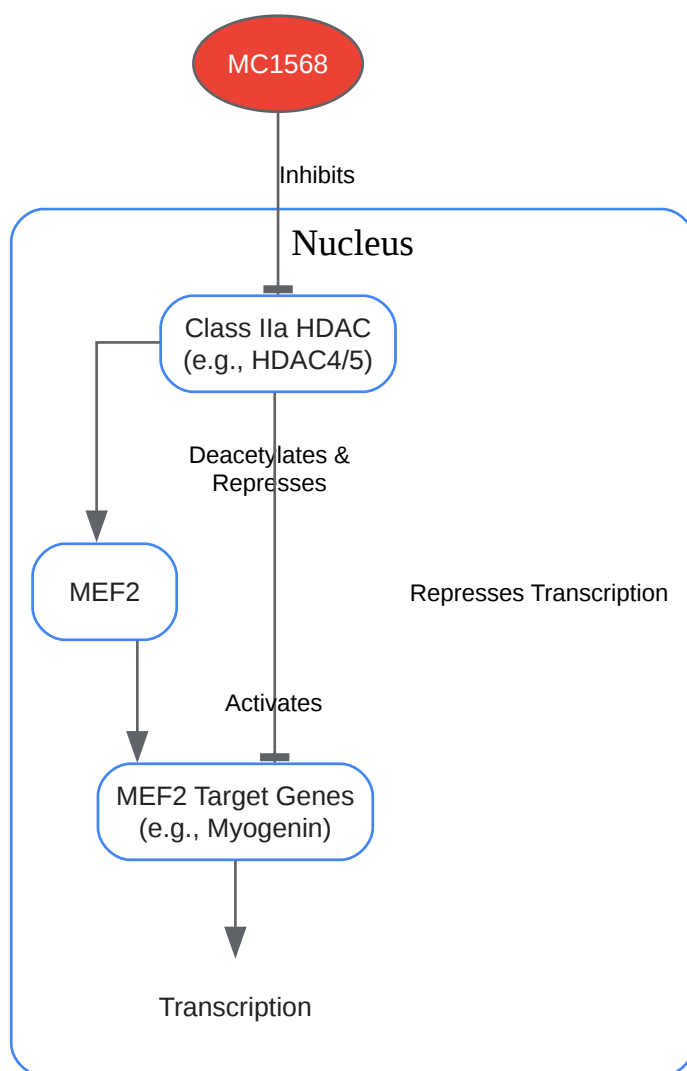 MC1568
Inhibits
Nucleus
Class IIa HDAC
(e.g., HDAC4/5)
Deacetylates &
Represses
MEF2
Represses Transcription
Activates
MEF2 Target Genes
(e.g., Myogenin)
Transcription